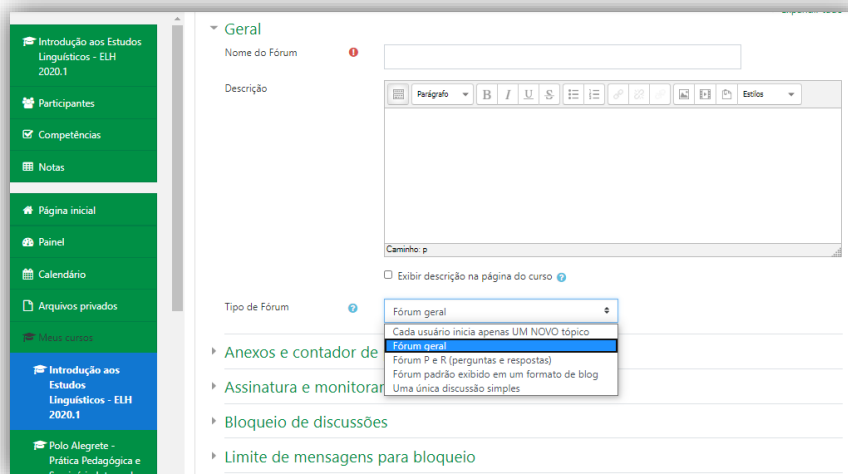 Introdução aos Estudos
Linguísticos - ELH
2020.1
Participantes
Competências
Notas
Página inicial
Painel
Calendário
Arquivos privados
Meus cursos
Introdução aos
Estudos
Linguísticos - ELH
2020.1
Polo Alegrete -
Prática Pedagógica e
Geral
Nome do Fórum
Descrição
Parágrafo B I U S Estilos
Caminho: p
Exibir descrição na página do curso
Tipo de Fórum
Fórum geral
Cada usuário inicia apenas UM NOVO tópico
Fórum geral
Fórum P e R (perguntas e respostas)
Fórum padrão exibido em um formato de blog
Uma única discussão simples
Anexos e contador de
Assinatura e monitorar
Bloqueio de discussões
Limite de mensagens para bloqueio